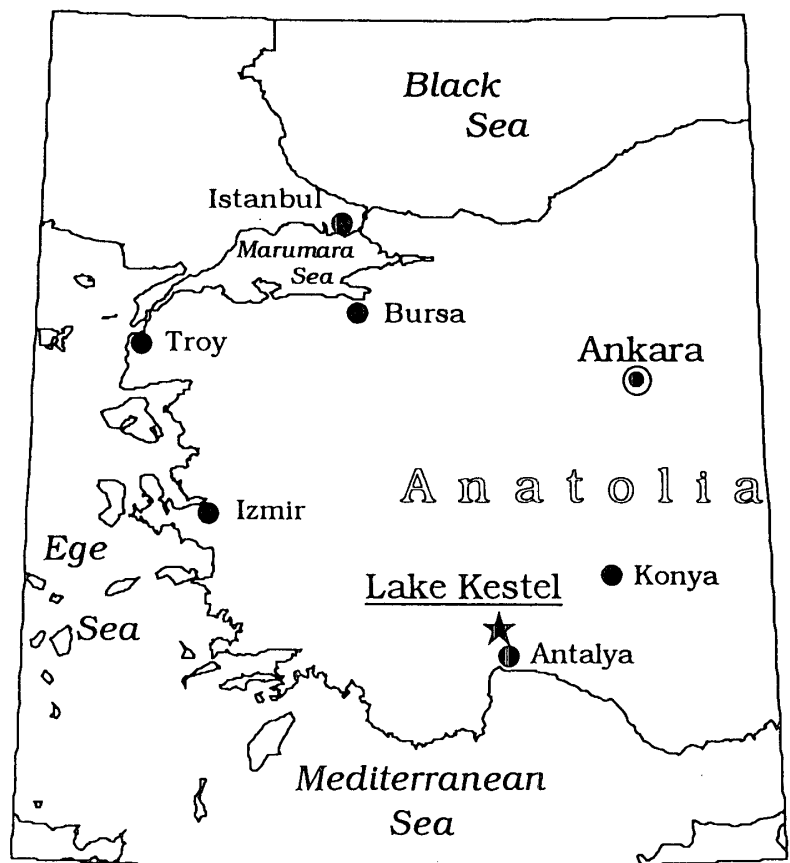 Black
Sea
Istanbul
Marumara
Sea
Bursa
Troy
Ankara
Anatolia
Izmir
Ege
Sea
Konya
Lake Kestel
Antalya
Mediterranean
Sea